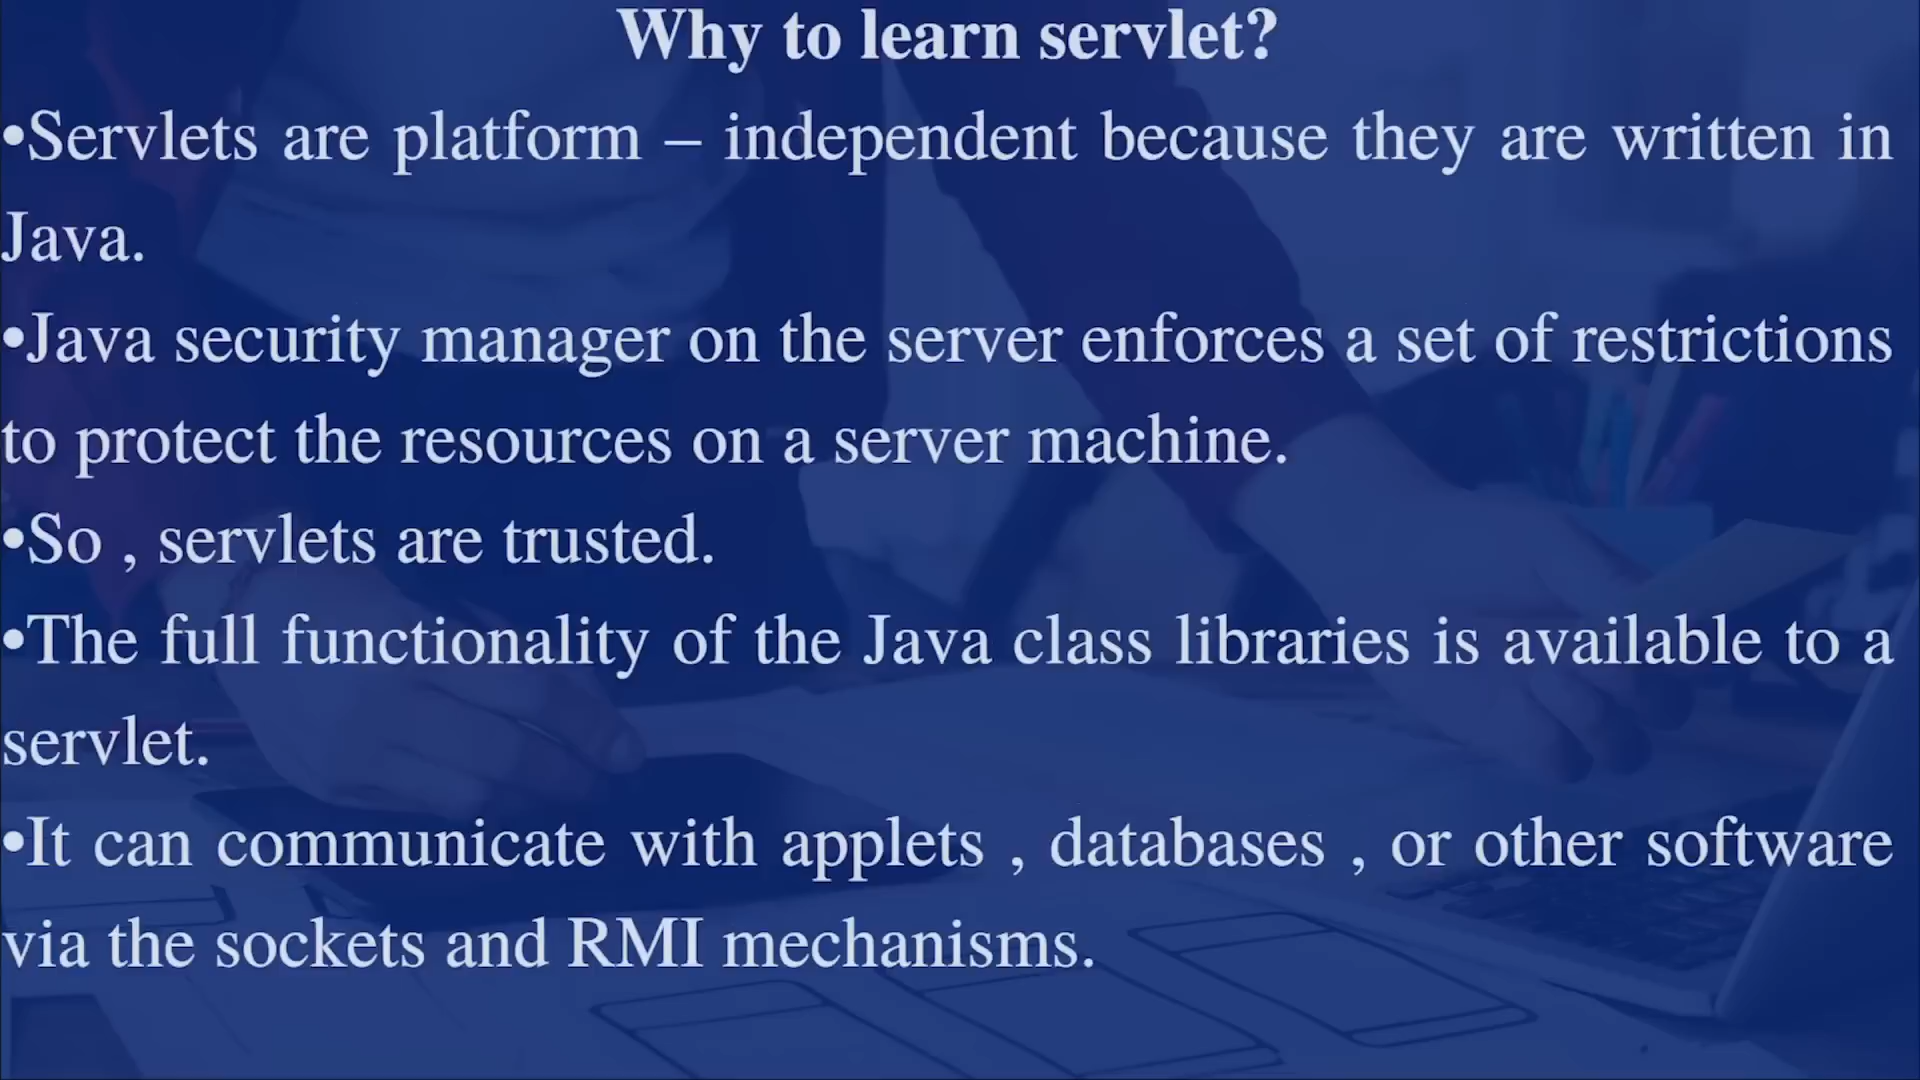 Why to learn servlet?
•Servlets are platform – independent because they are written in
Java.
•Java security manager on the server enforces a set of restrictions
to protect the resources on a server machine.
•So , servlets are trusted.
•The full functionality of the Java class libraries is available to a
servlet.
•It can communicate with applets , databases , or other software
via the sockets and RMI mechanisms.